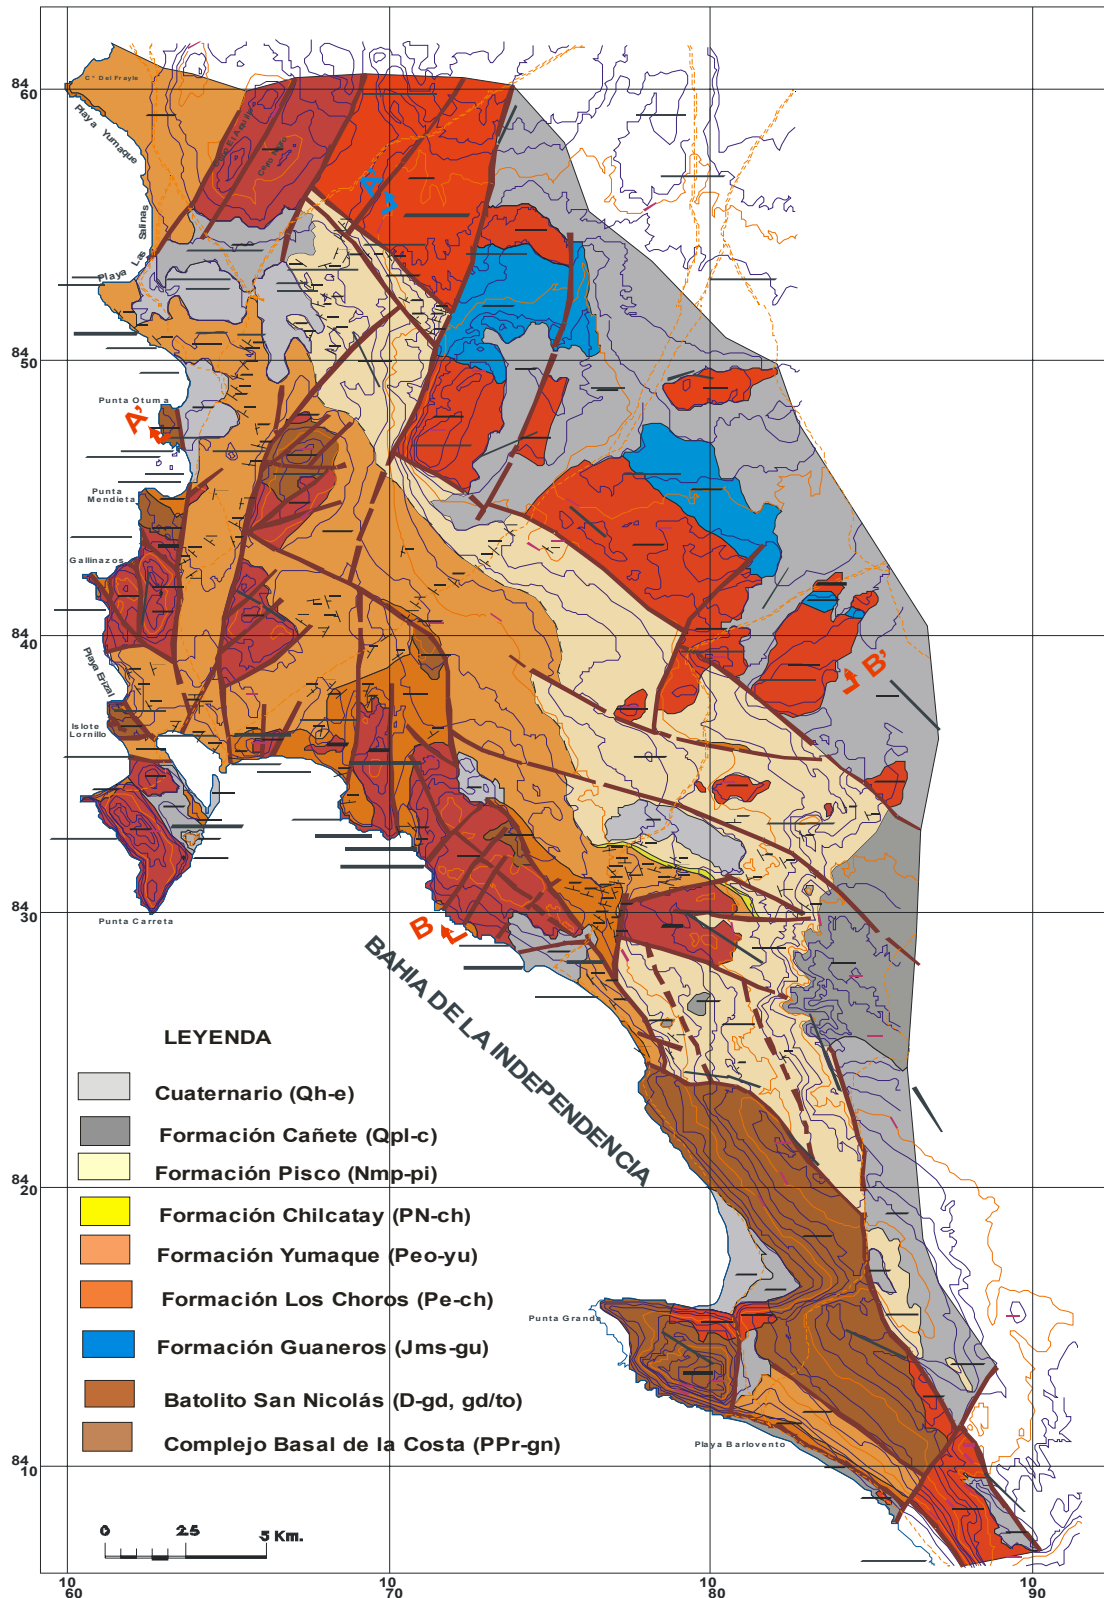 84
60
C° Del Frayle
Playa Yumaque
Playa Las Salinas
A'
84
50
Punta Otuma
A'
Punta
Mendieta
Gallinazos
84
40
Playa Erizal
B'
Islote
Lornillo
84
30
Punta Carreta
B
BAHIA DE LA INDEPENDENCIA
LEYENDA
Cuaternario (Qh-e)
Formación Cañete (Qpl-c)
Formación Pisco (Nmp-pi)
84
20
Formación Chilcatay (PN-ch)
Formación Yumaque (Peo-yu)
Formación Los Choros (Pe-ch)
Punta Grande
Formación Guaneros (Jms-gu)
Batolito San Nicolás (D-gd, gd/to)
Complejo Basal de la Costa (PPr-gn)
Playa Barlovento
84
10
0 2.5 5 Km.
10
60
10
70
10
80
10
90